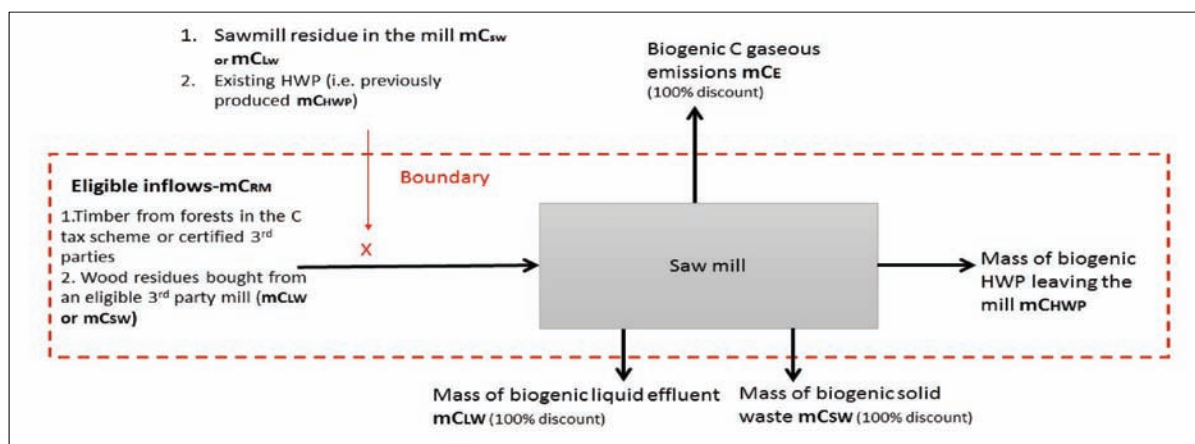 1. Sawmill residue in the mill mCsw
or mCLw
2. Existing HWP (i.e. previously
produced mCHWP)
Biogenic C gaseous
emissions mCE
(100% discount)
Boundary
Eligible inflows-mCRM
1.Timber from forests in the C
tax scheme or certified 3rd
parties
2. Wood residues bought from
an eligible 3rd party mill (mCLW
or mCsw)
X
Saw mill
Mass of biogenic
HWP leaving the
mill mCHWP
Mass of biogenic liquid effluent
mCLW (100% discount)
Mass of biogenic solid
waste mCsw (100% discount)